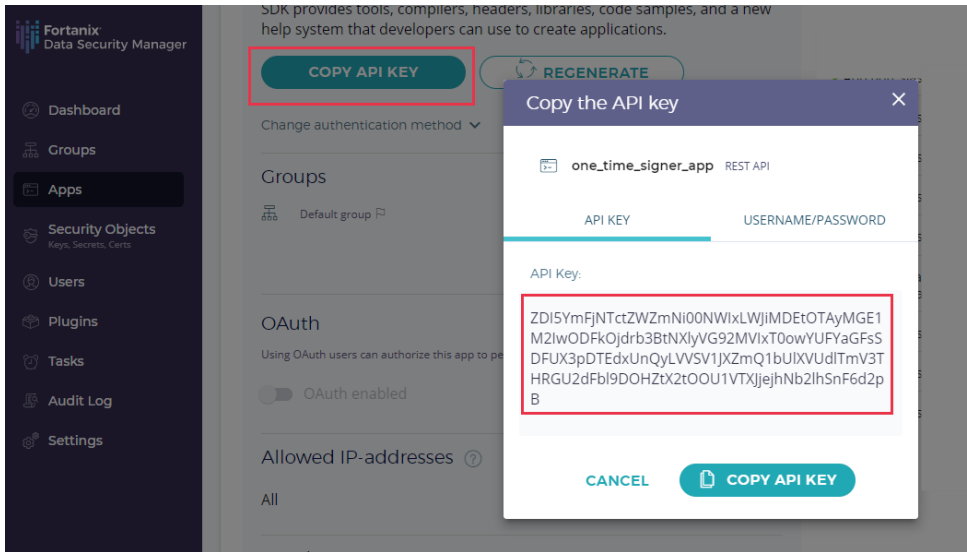 Fortanix
Data Security Manager
Dashboard
Groups
Apps
Security Objects
Keys, Secrets, Certs
Users
Plugins
Tasks
Audit Log
Settings
SDK provides tools, compilers, headers, libraries, code samples, and a new
help system that developers can use to create applications.
COPY API KEY
REGENERATE
Change authentication method
Groups
Default group
OAuth
Using OAuth users can authorize this app to pe
OAuth enabled
Allowed IP-addresses
All
Copy the API key
one_time_signer_app REST API
API KEY
USERNAME/PASSWORD
API Key:
ZDI5YmFjNTctZWZmNi00NWIxLWJiMDEtOTAyMGE1
M2IwODFkOjdrb3BtNXlyVG92MVIxT0owYUFYaGFsS
DFUX3pDTEdxUnQyLVVSV1JXZmQ1bUlXVUdlTmV3T
HRGU2dFbl9DOHZtX2tOOU1VTXJjejhNb2lhSnF6d2p
B
CANCEL
COPY API KEY